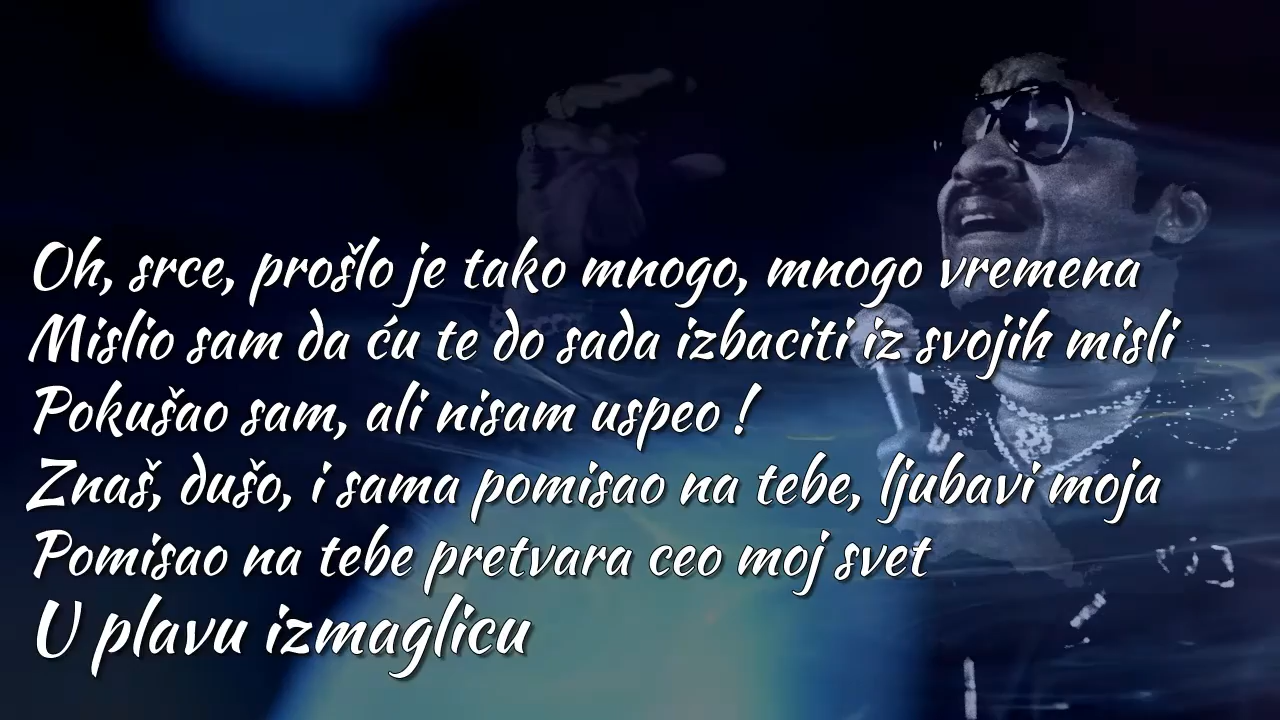 Oh, srce, prošlo je tako mnogo, mnogo vremena
Mislio sam da ću te do sada izbaciti iz svojih misli
Pokušao sam, ali nisam uspeo !
Znaš, dušo, i sama pomisao na tebe, ljubavi moja
Pomisao na tebe pretvara ceo moj svet
U plavu izmaglicu